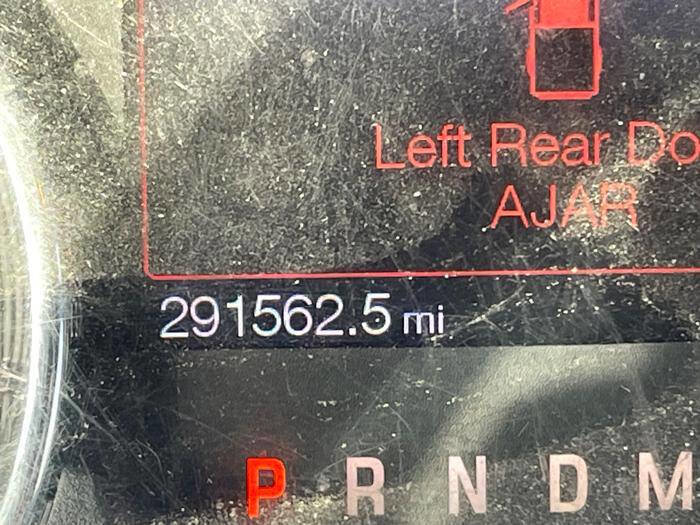 Left Rear Do
AJAR
291562.5 mi
P R N D M